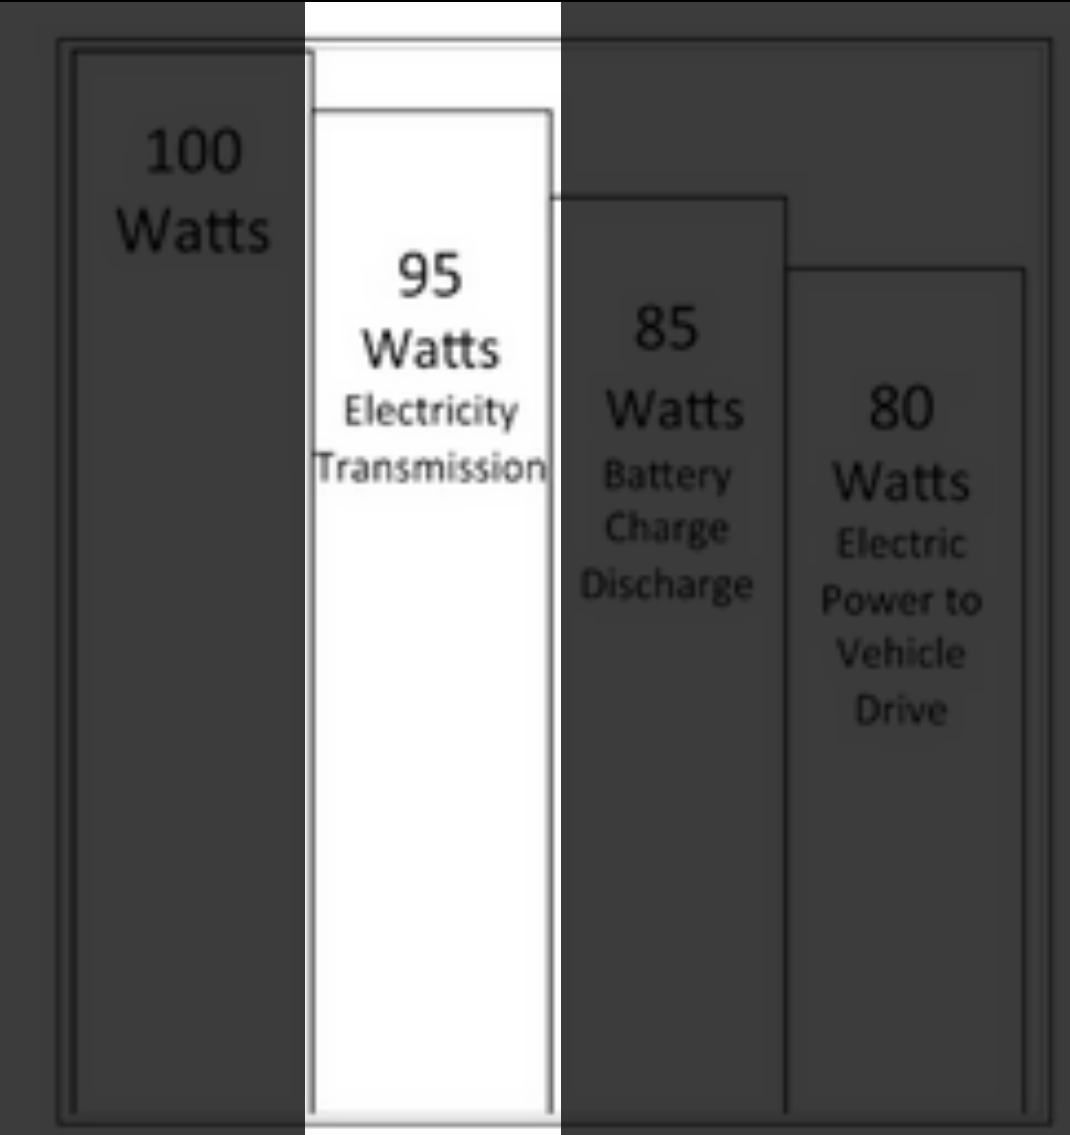 100
Watts
95
Watts
Electricity
Transmission
85
Watts
Battery
Charge
Discharge
80
Watts
Electric
Power to
Vehicle
Drive